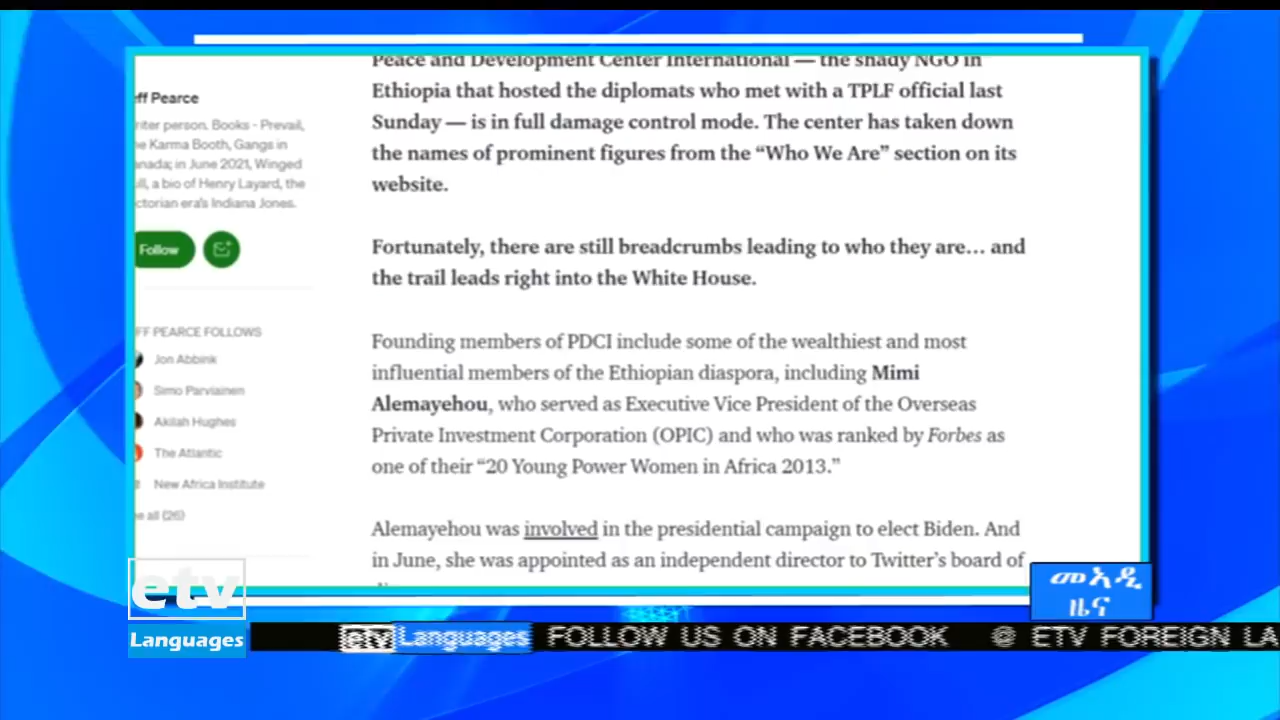 ff Pearce
riter person. Books - Prevail,
e Karma Booth, Gangs in
anada; in June 2021, Winged
ll, a bio of Henry Layard, the
ctorian era's Indiana Jones.
Follow
FF PEARCE FOLLOWS
Jon Abbink
Simo Parviainen
Akilah Hughes
The Atlantic
New Africa Institute
e all (26)
Peace and Development Center International — the shady NGO in
Ethiopia that hosted the diplomats who met with a TPLF official last
Sunday — is in full damage control mode. The center has taken down
the names of prominent figures from the “Who We Are” section on its
website.
Fortunately, there are still breadcrumbs leading to who they are… and
the trail leads right into the White House.
Founding members of PDCI include some of the wealthiest and most
influential members of the Ethiopian diaspora, including Mimi
Alemayehou, who served as Executive Vice President of the Overseas
Private Investment Corporation (OPIC) and who was ranked by Forbes as
one of their “20 Young Power Women in Africa 2013.”
Alemayehou was involved in the presidential campaign to elect Biden. And
in June, she was appointed as an independent director to Twitter’s board of
etv
Languages
መአዲ
ዜና
etv Languages FOLLOW US ON FACEBOOK @ ETV FOREIGN LA